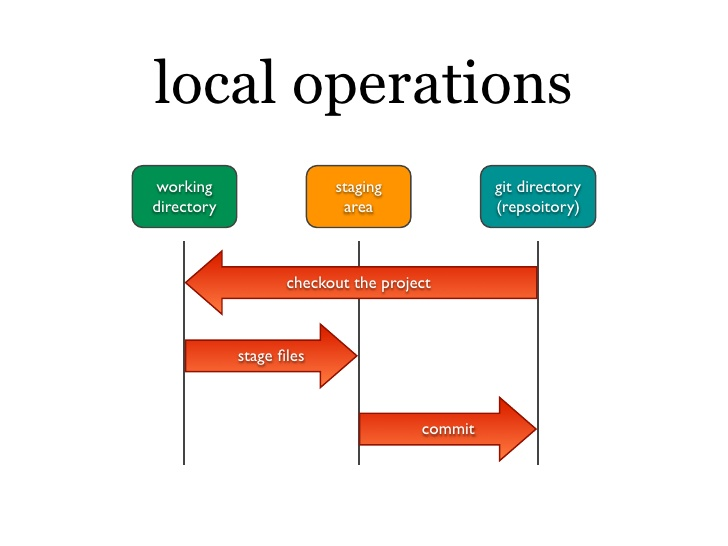 local operations
working
directory
staging
area
git directory
(repsoitory)
checkout the project
stage files
commit